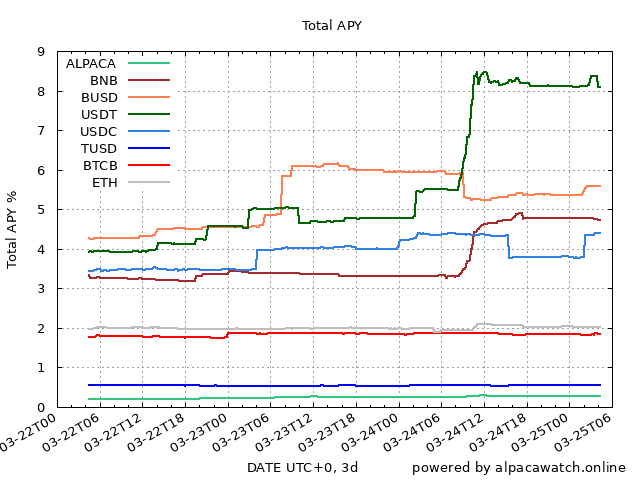 Total APY
9
8
7
6
5
4
3
2
1
0
Total APY %
ALPACA
BNB
BUSD
USDT
USDC
TUSD
BTCB
ETH
03-22T00
03-22T06
03-22T12
03-22T18
03-23T00
03-23T06
03-23T12
03-23T18
03-24T00
03-24T06
03-24T12
03-24T18
03-25T00
03-25T06
DATE UTC+0, 3d
powered by alpacawatch.online